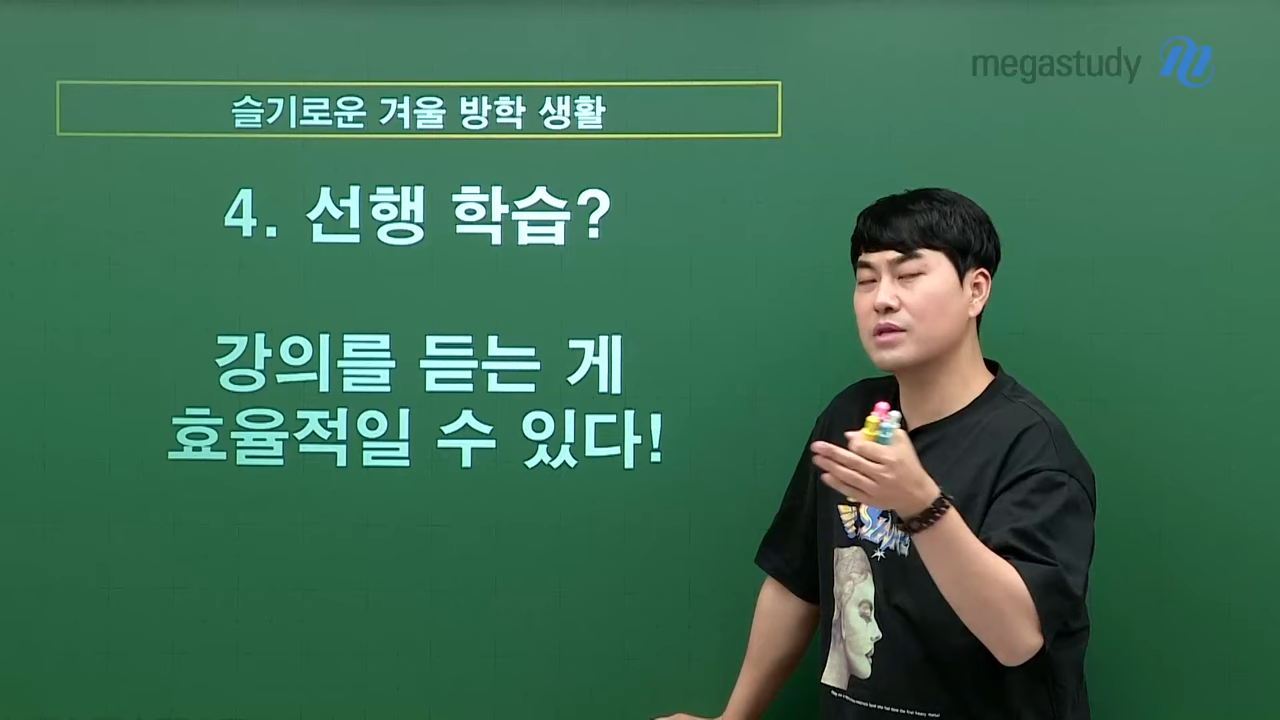 megastudy
슬기로운 겨울 방학 생활
4. 선행 학습?
강의를 듣는 게
효율적일 수 있다!